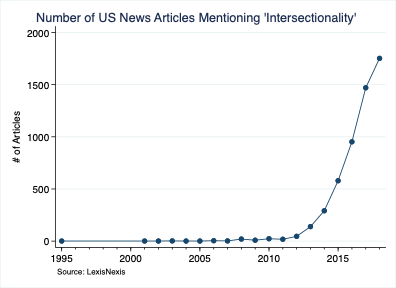 Number of US News Articles Mentioning 'Intersectionality'
2000
1500
1000
500
0
# of Articles
1995 2000 2005 2010 2015
Source: LexisNexis